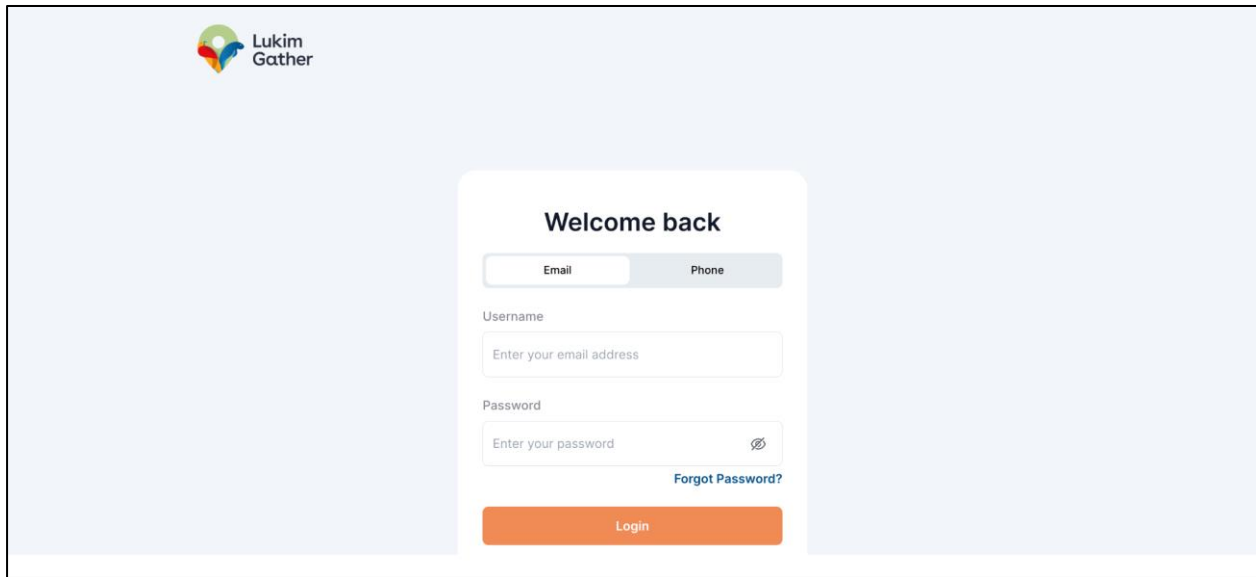 Lukim
Gather
Welcome back
Email
Phone
Username
Enter your email address
Password
Enter your password
Forgot Password?
Login